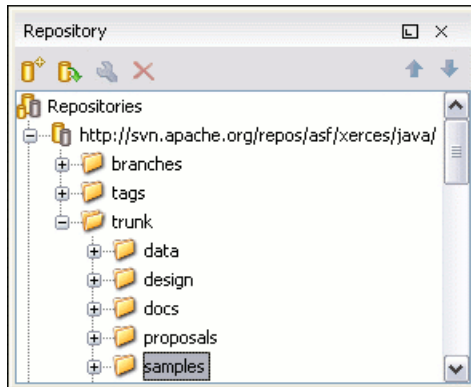 Repository
Repositories
http://svn.apache.org/repos/asf/xerces/java/
branches
tags
trunk
data
design
docs
proposals
samples